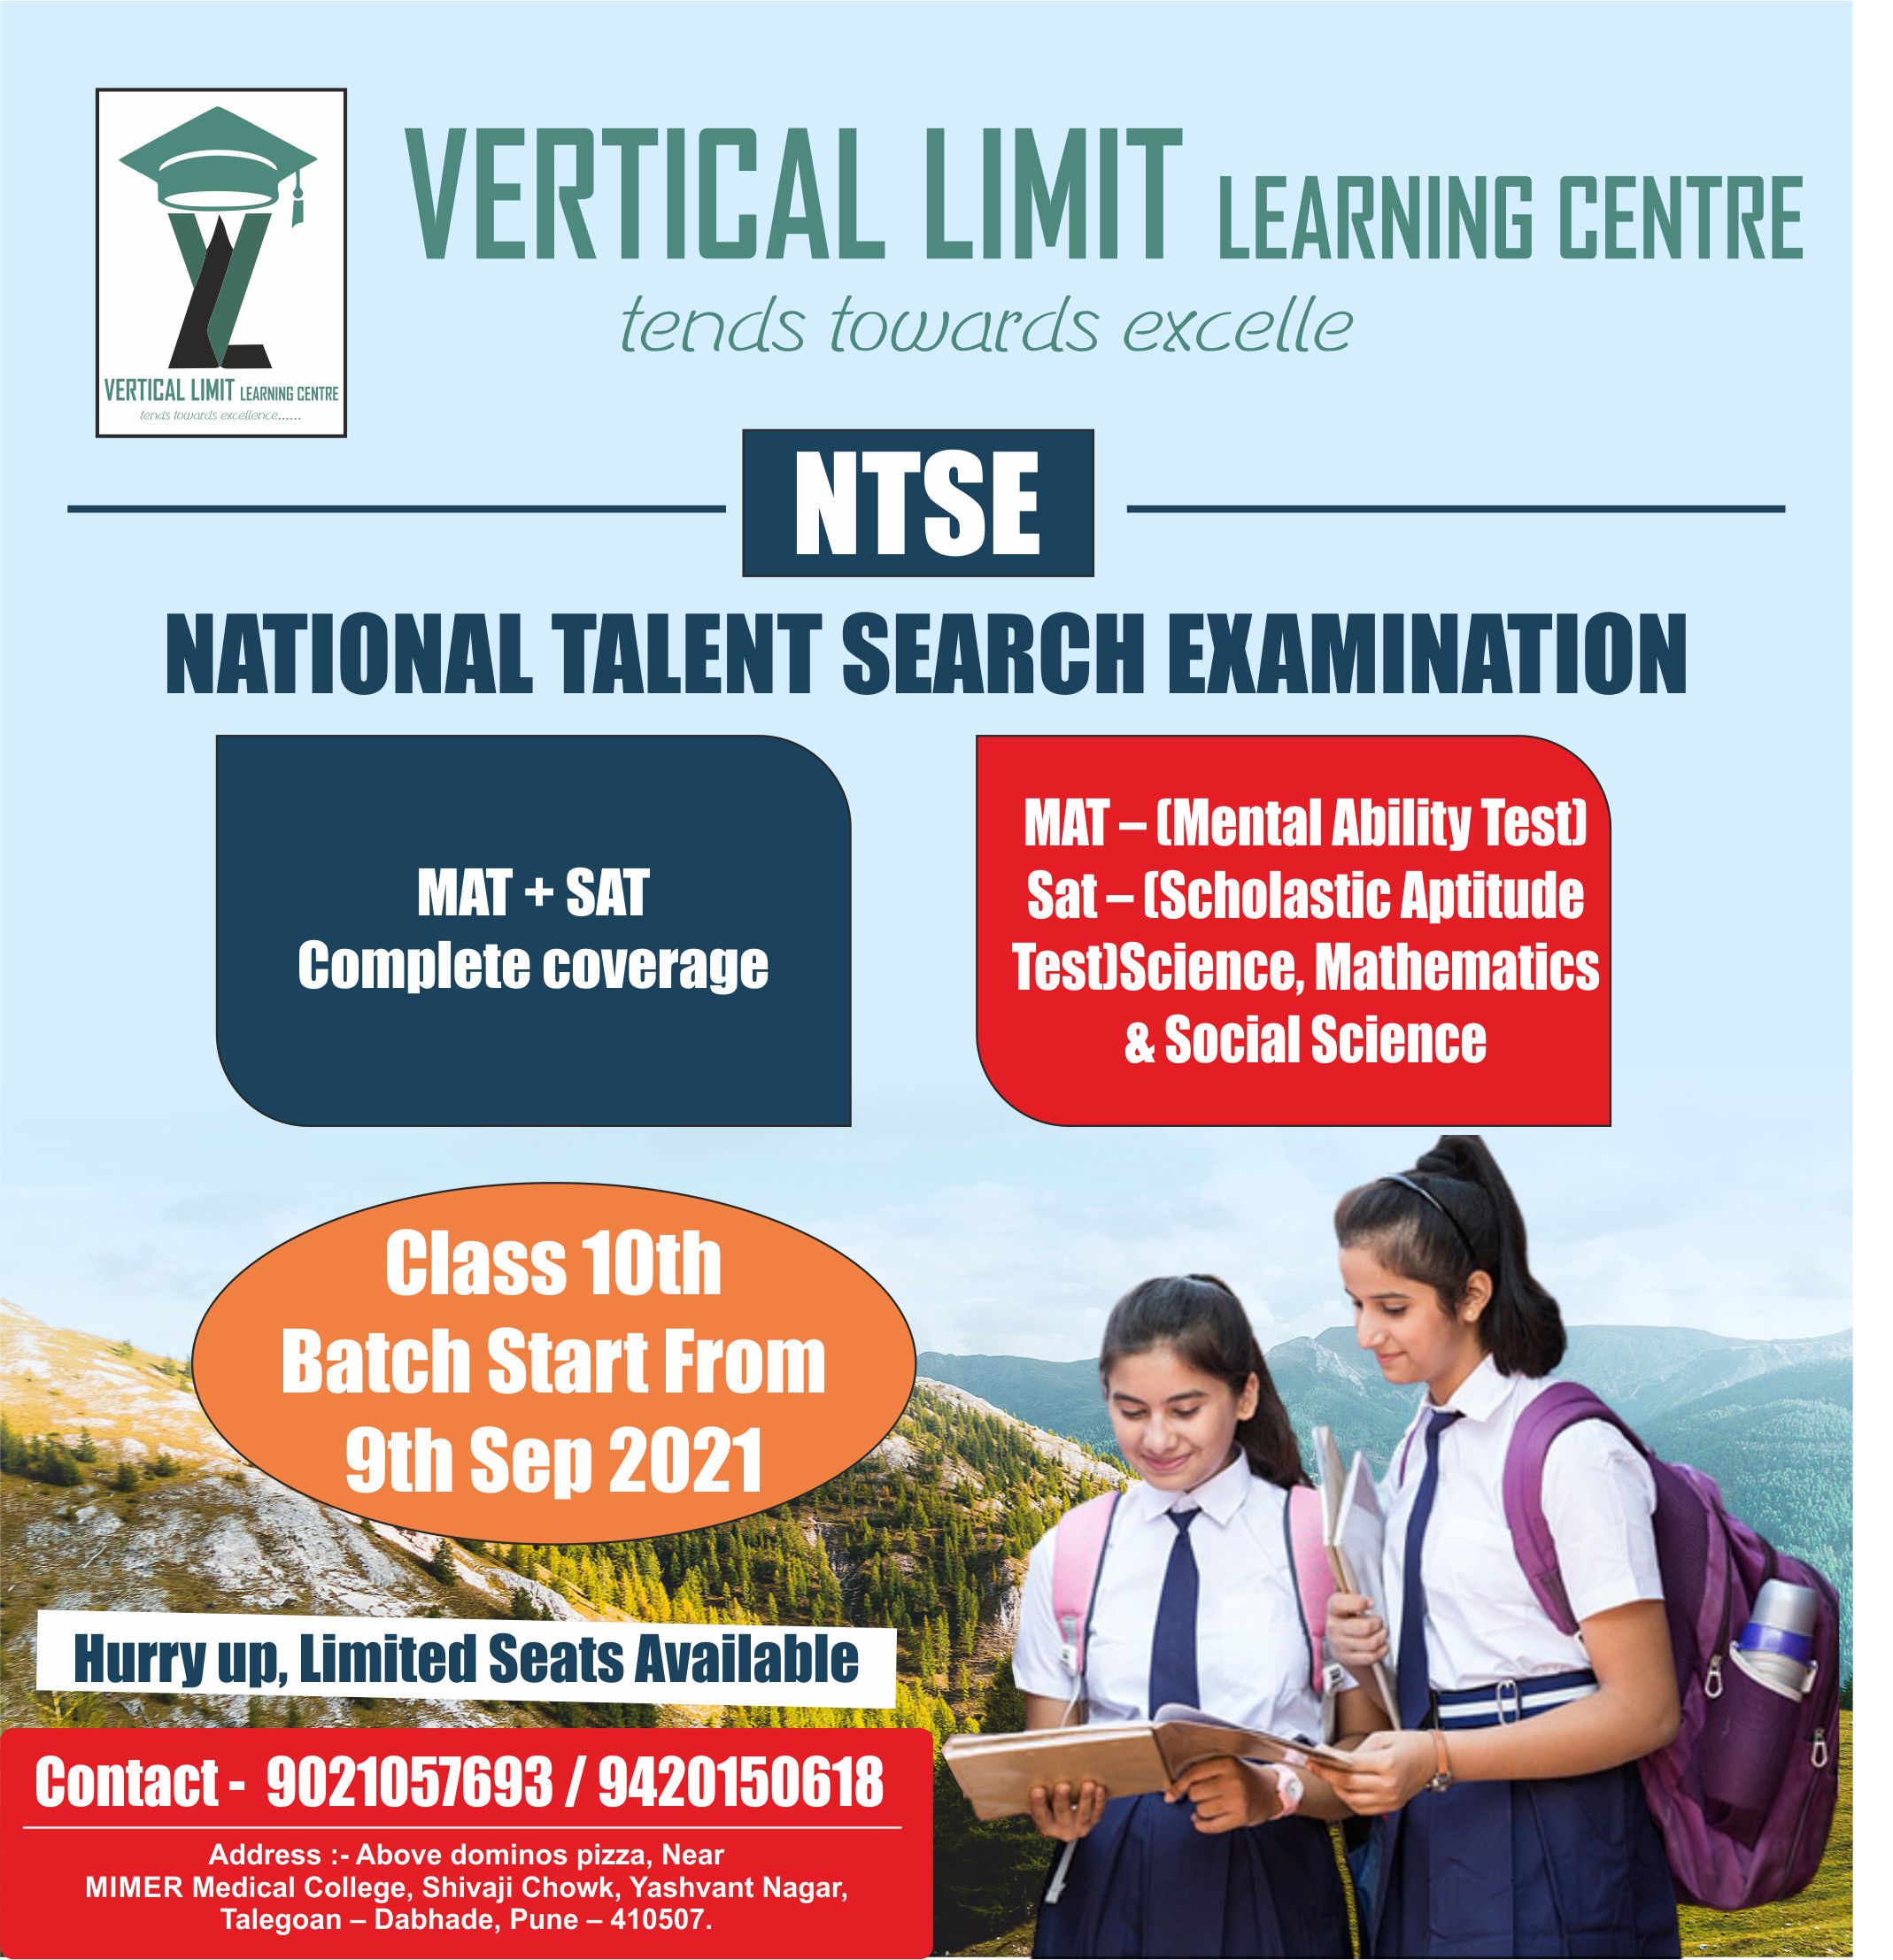 VERTICAL LIMIT LEARNING CENTRE
tends towards excelle
VERTICAL LIMIT LEARNING CENTRE
tends towards excellence......
NTSE
NATIONAL TALENT SEARCH EXAMINATION
MAT + SAT
Complete coverage
MAT – (Mental Ability Test)
Sat – (Scholastic Aptitude
Test)Science, Mathematics
& Social Science
Class 10th
Batch Start From
9th Sep 2021
Hurry up, Limited Seats Available
Contact - 9021057693 / 9420150618
Address :- Above dominos pizza, Near
MIMER Medical College, Shivaji Chowk, Yashvant Nagar,
Talegoan – Dabhade, Pune – 410507.